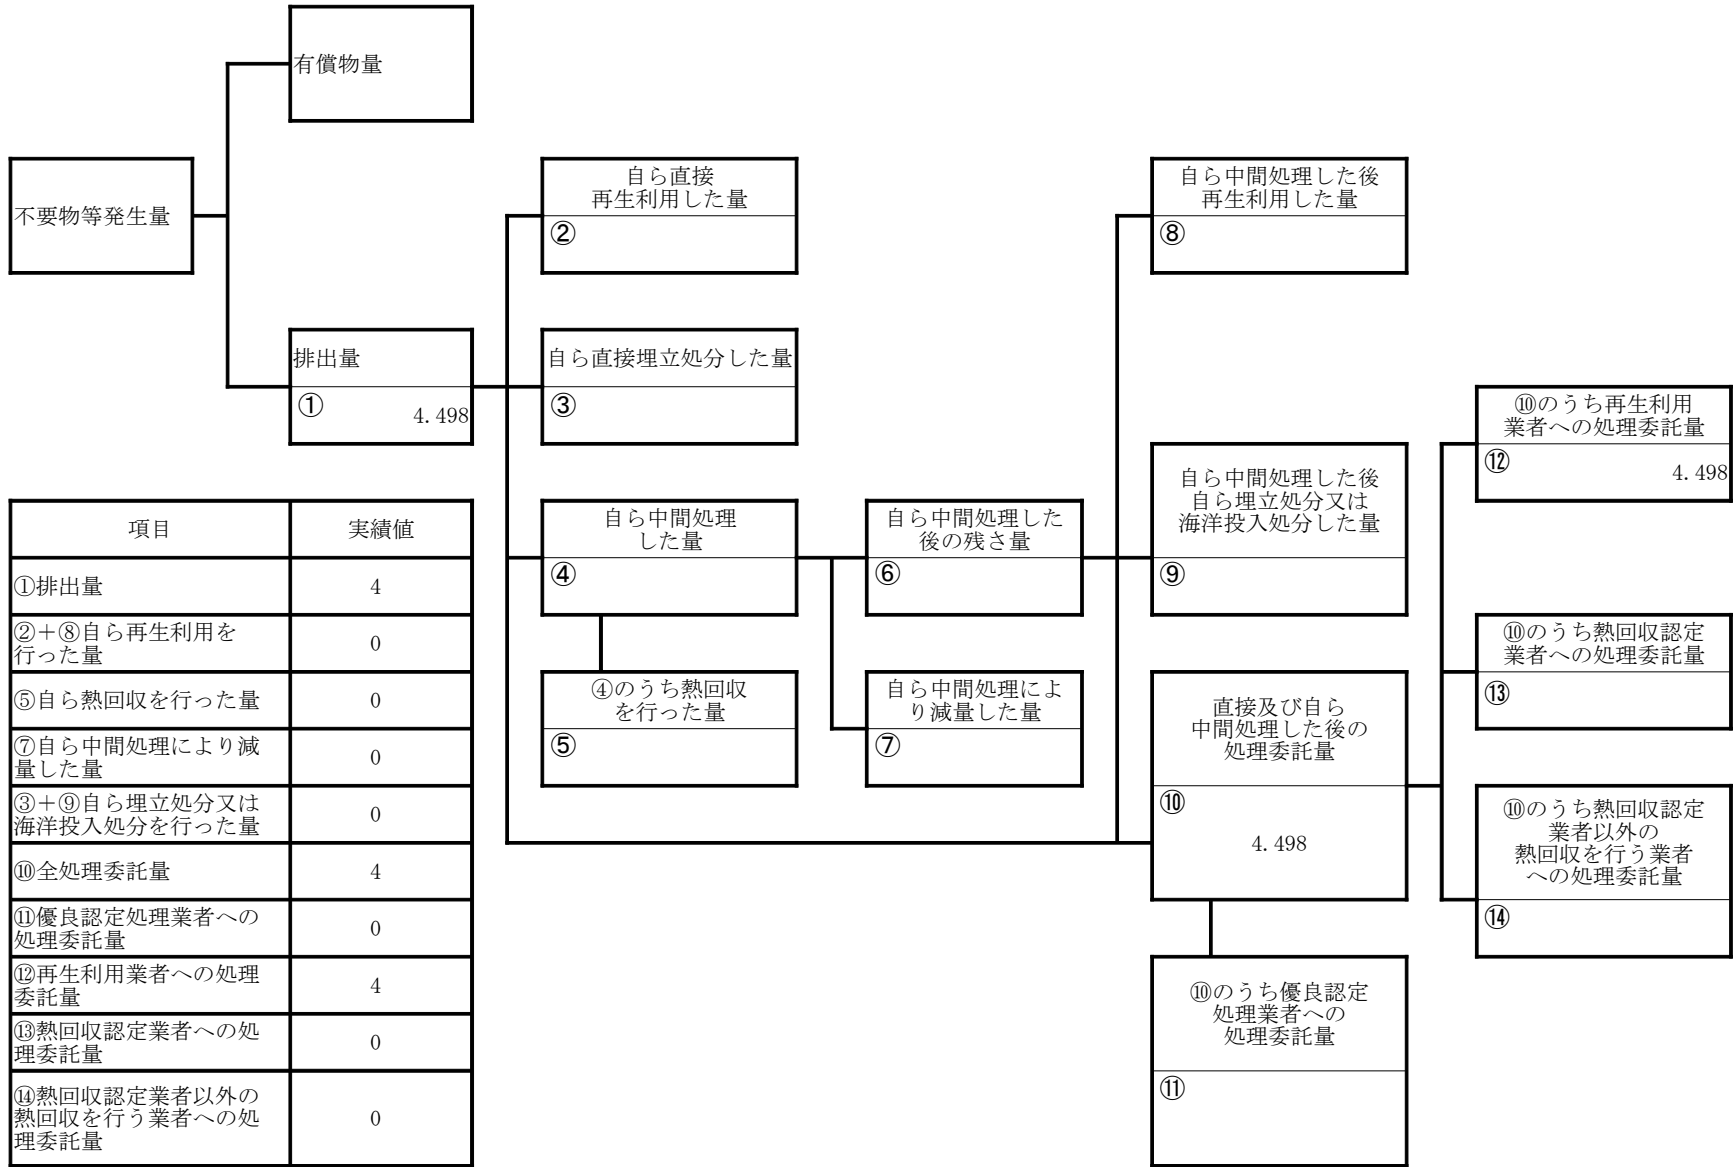 有償物量
不要物等発生量
自ら直接
再生利用した量
②
自ら中間処理した後
再生利用した量
⑧
排出量
①
4.498
自ら直接埋立処分した量
③
⑩のうち再生利用
業者への処理委託量
⑫
4.498
自ら中間処理
した量
④
自ら中間処理した
後の残さ量
⑥
自ら中間処理した後
自ら埋立処分又は
海洋投入処分した量
⑨
⑩のうち熱回収認定
業者への処理委託量
⑬
④のうち熱回収
を行った量
⑤
自ら中間処理によ
り減量した量
⑦
直接及び自ら
中間処理した後の
処理委託量
⑩
4.498
⑩のうち熱回収認定
業者以外の
熱回収を行う業者
への処理委託量
⑭
⑩のうち優良認定
処理業者への
処理委託量
⑪
項目 実績値
①排出量 4
②＋⑧自ら再生利用を
行った量 0
⑤自ら熱回収を行った量 0
⑦自ら中間処理により減
量した量 0
③＋⑨自ら埋立処分又は
海洋投入処分を行った量 0
⑩全処理委託量 4
⑪優良認定処理業者への
処理委託量 0
⑫再生利用業者への処理
委託量 4
⑬熱回収認定業者への処
理委託量 0
⑭熱回収認定業者以外の
熱回収を行う業者への処
理委託量 0